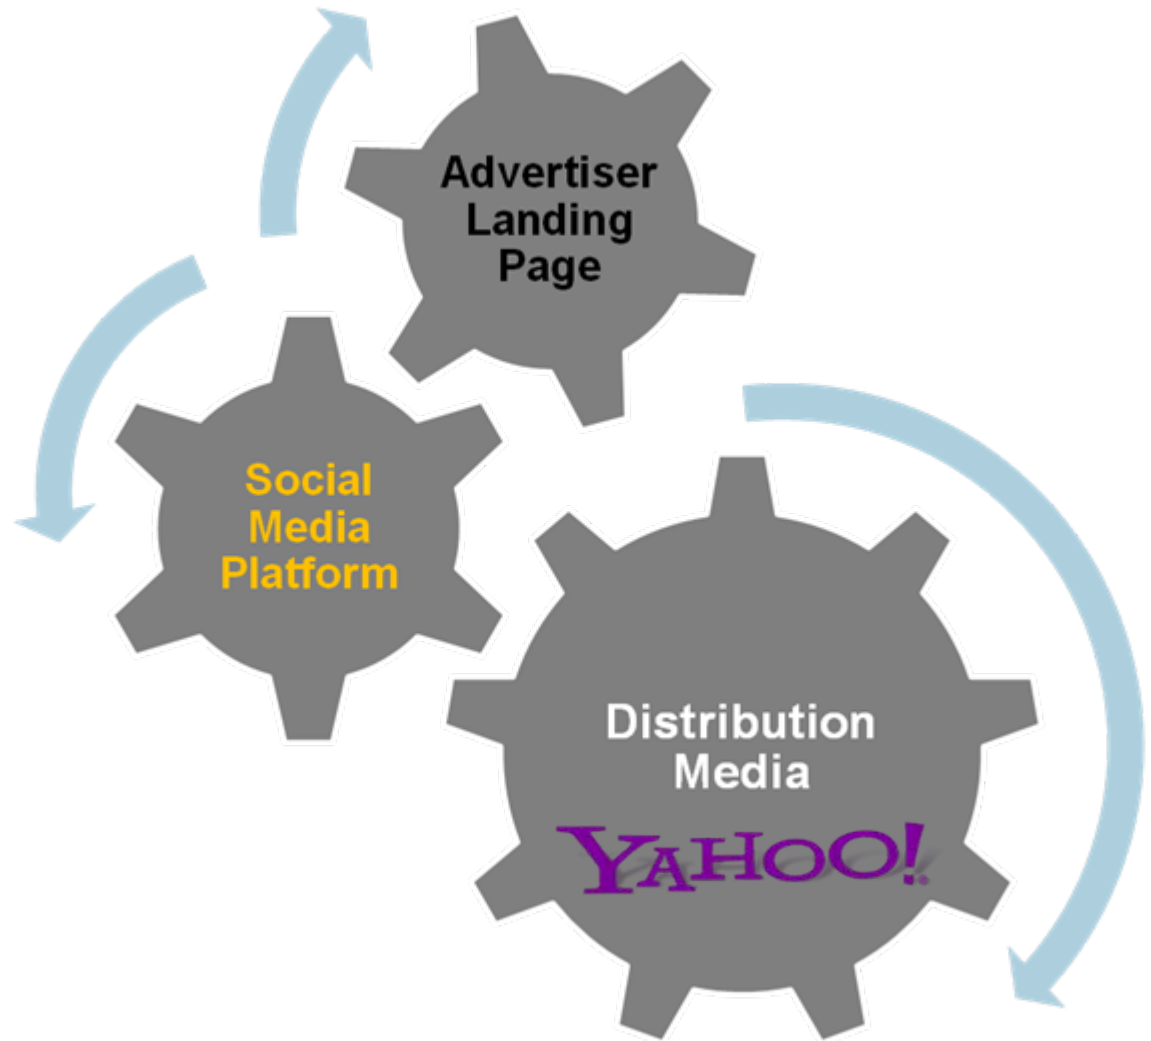 Advertiser
Landing
Page
Social
Media
Platform
Distribution
Media
YAHOO!